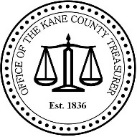 OFFICE OF THE KANE COUNTY TREASURER
Est. 1836